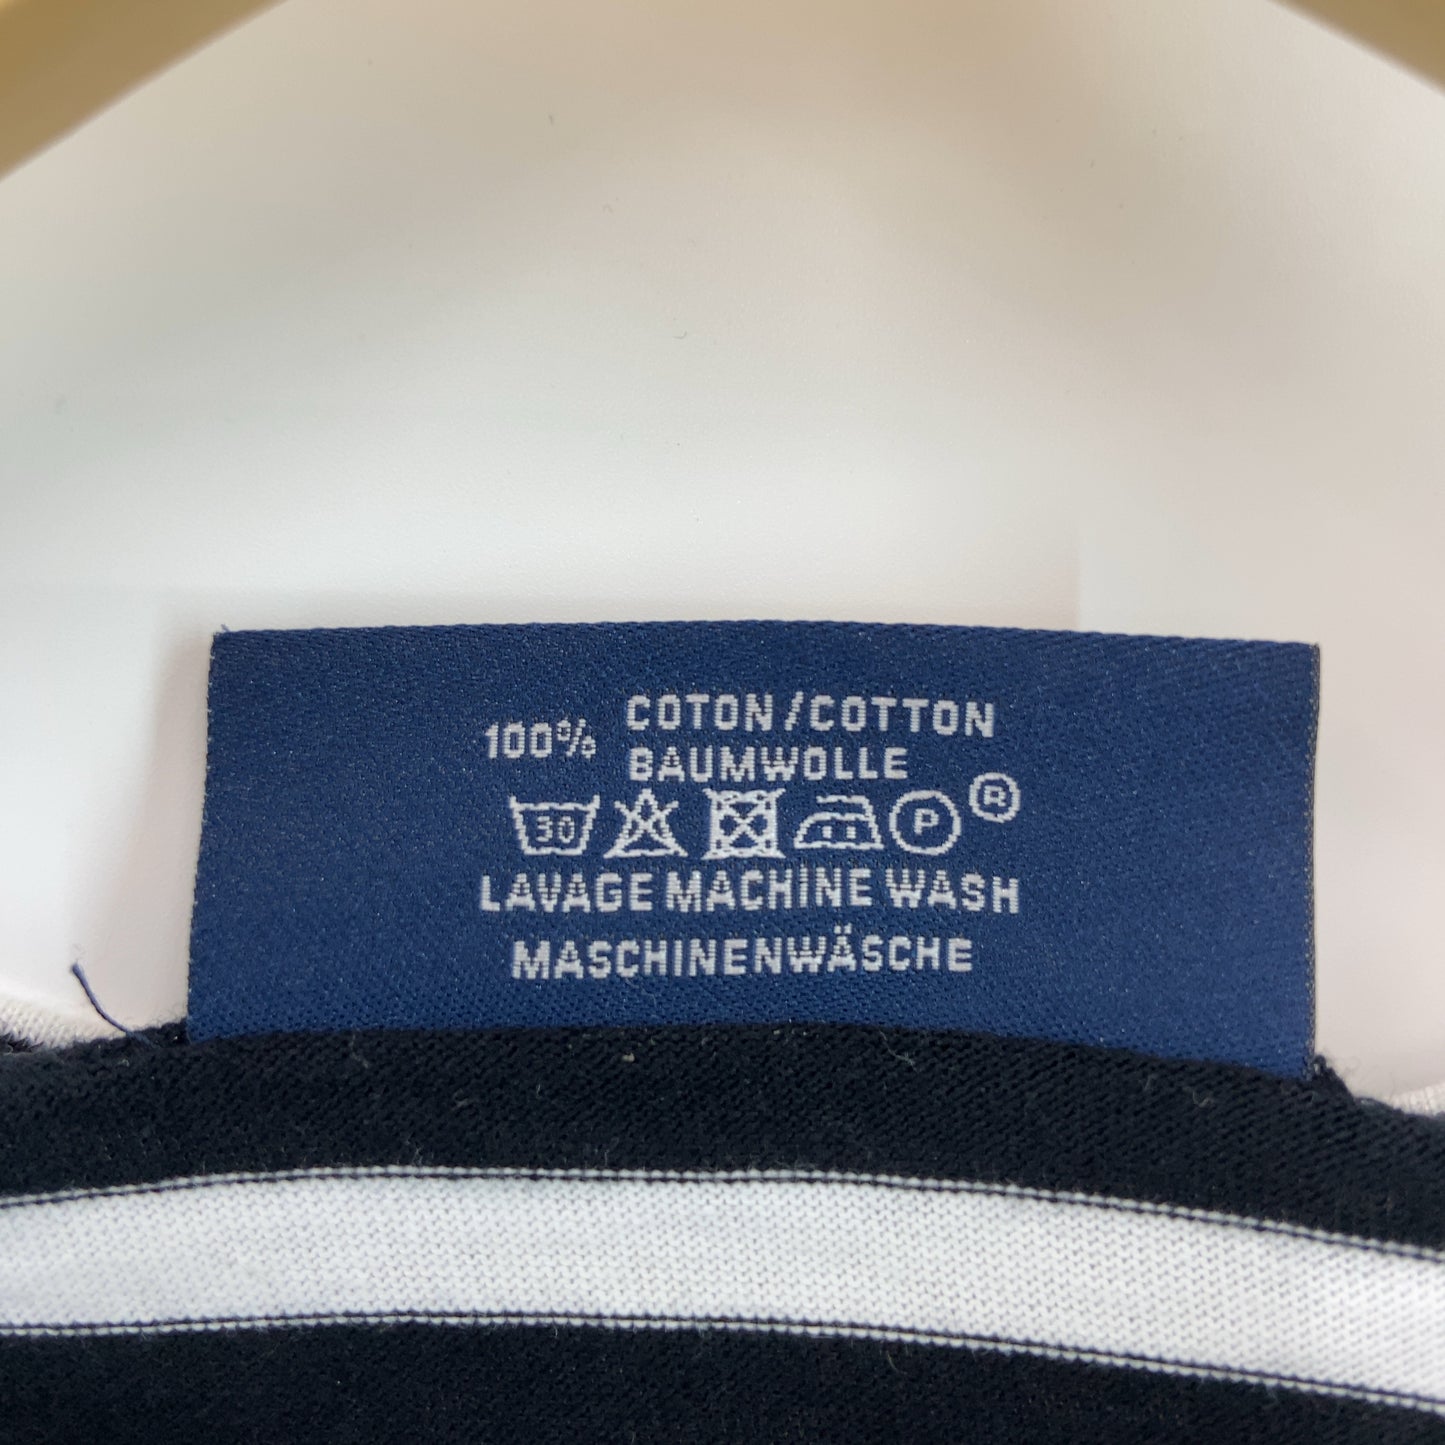 100% COTON/COTTON
BAUMWOLLE
30 P ®
LAVAGE MACHINE WASH
MASCHINENWÄSCHE